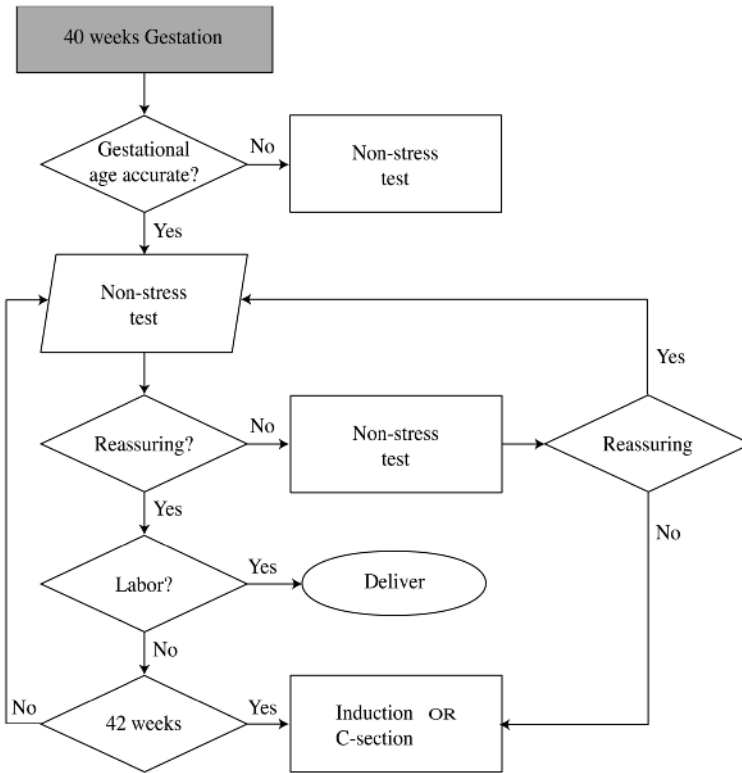 40 weeks Gestation
Gestational
age accurate?
No
Non-stress
test
Yes
Non-stress
test
Yes
Reassuring?
No
Non-stress
test
Reassuring
Yes
No
Labor?
Yes
Deliver
No
No
42 weeks
Yes
Induction OR
C-section